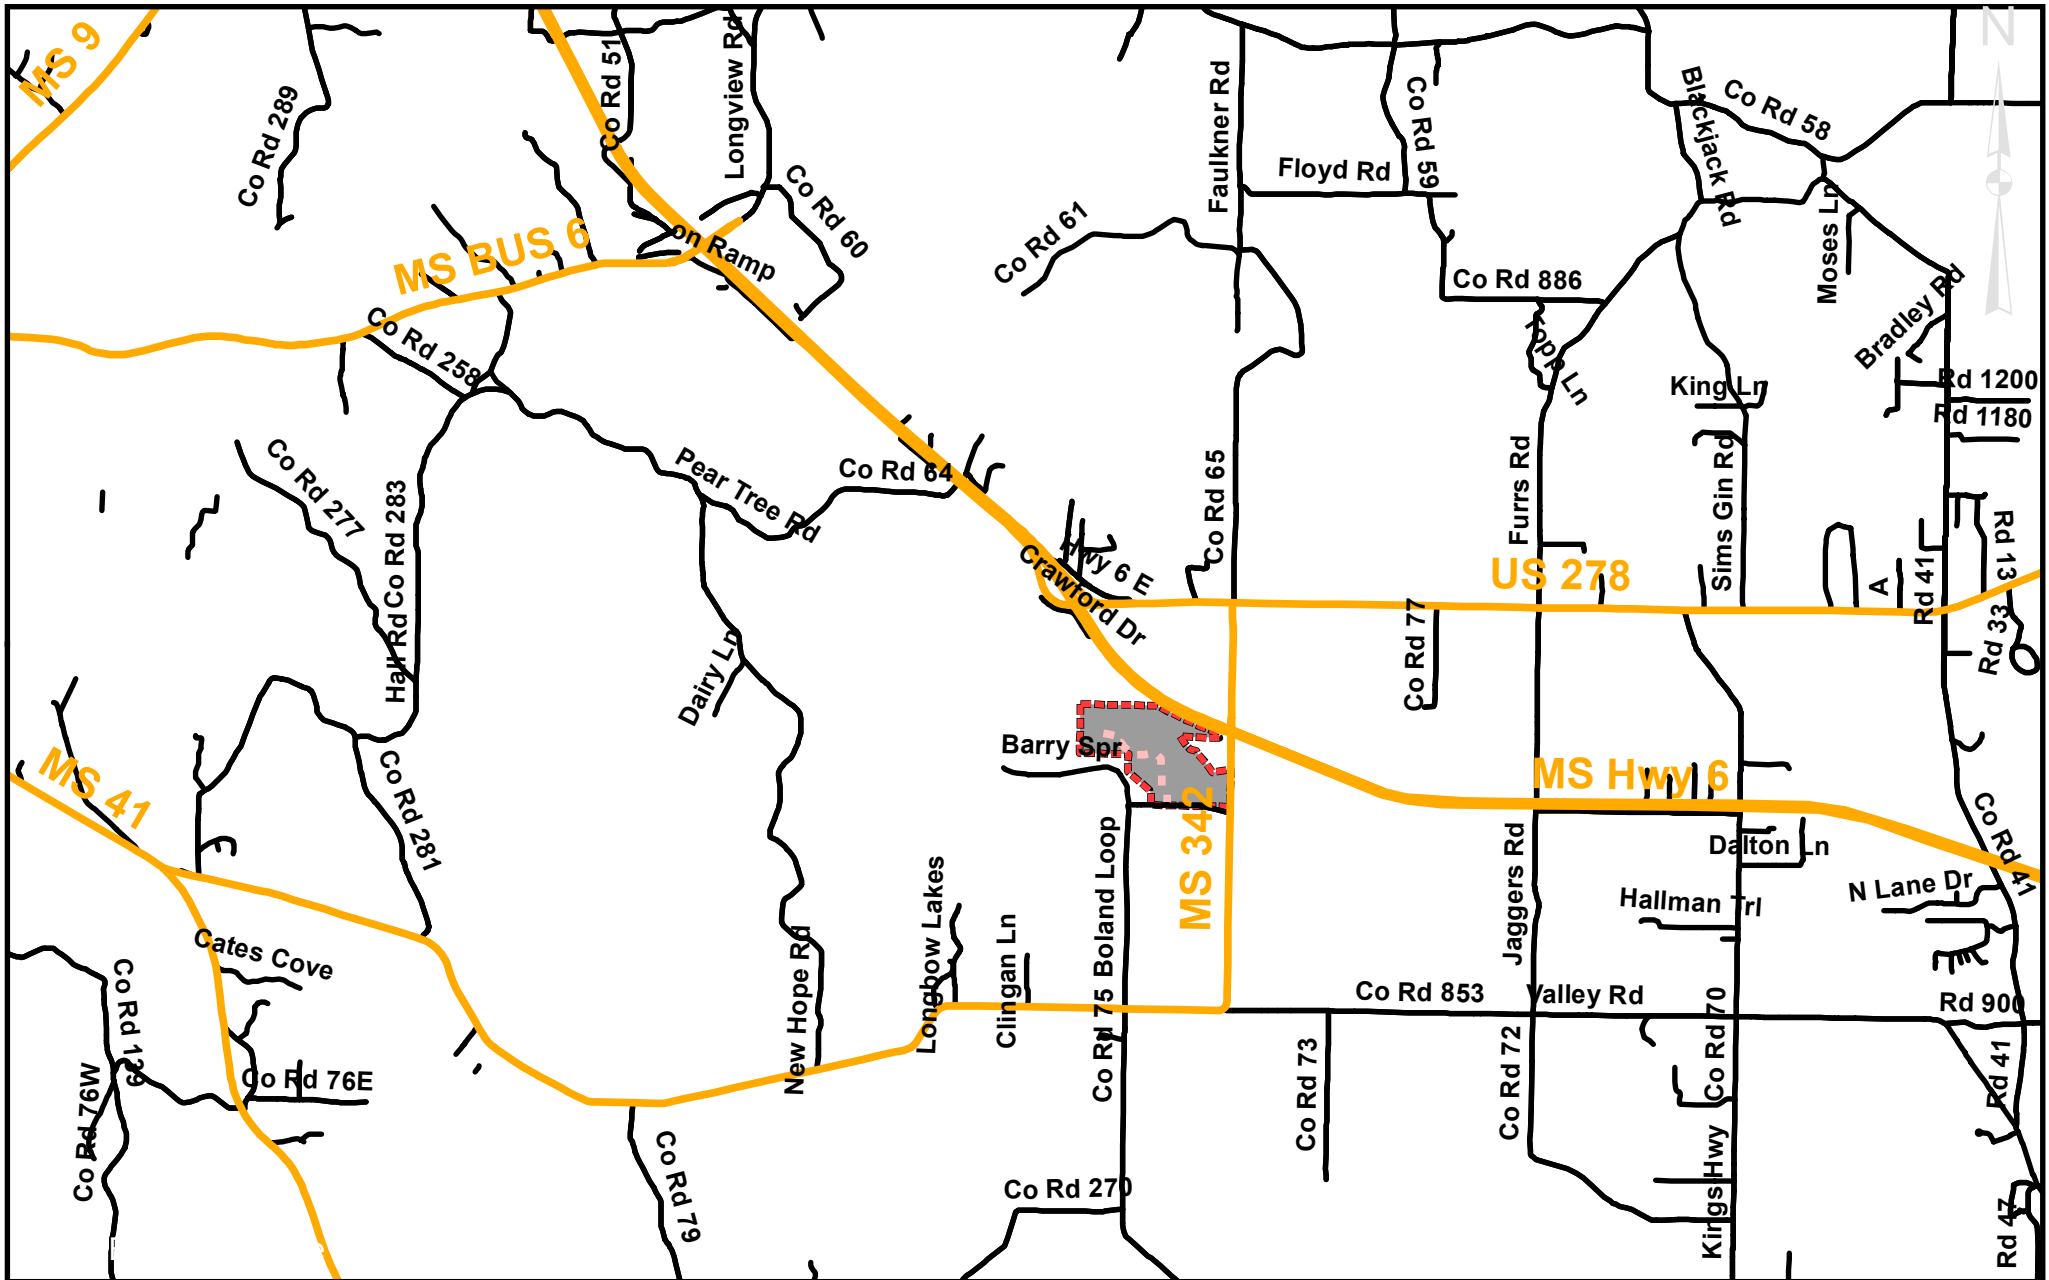 MS 9
Co Rd 289
Co Rd 51
Longview Rd
Faulkner Rd
Co Rd 59
Floyd Rd
Blackjack Rd
Co Rd 58
N
Moses Ln
Co Rd 60
on Ramp
MS BUS 6
Co Rd 61
Co Rd 886
Topp Ln
Bradley Rd
Co Rd 258
King Ln
Rd 1200
Rd 1180
Co Rd 277
Hall Rd Co Rd 283
Pear Tree Rd
Co Rd 64
Co Rd 65
Furrs Rd
Sims Gin Rd
Hwy 6 E
Crawford Dr
US 278
A
Rd 41
Rd 13
Rd 33
Co Rd 77
Dairy Ln
Barry Spr
MS 41
Co Rd 281
MS 342
MS Hwy 6
Jaggers Rd
Dalton Ln
Co Rd 41
N Lane Dr
Hallman Trl
Longbow Lakes
Clingan Ln
Co Rd 75 Boland Loop
Cates Cove
New Hope Rd
Co Rd 139
Co Rd 853
Valley Rd
Rd 900
Co Rd 76W
Co Rd 76E
Co Rd 73
Co Rd 72
Co Rd 70
Rd 41
Co Rd 79
Co Rd 270
Kings Hwy
Rd 47